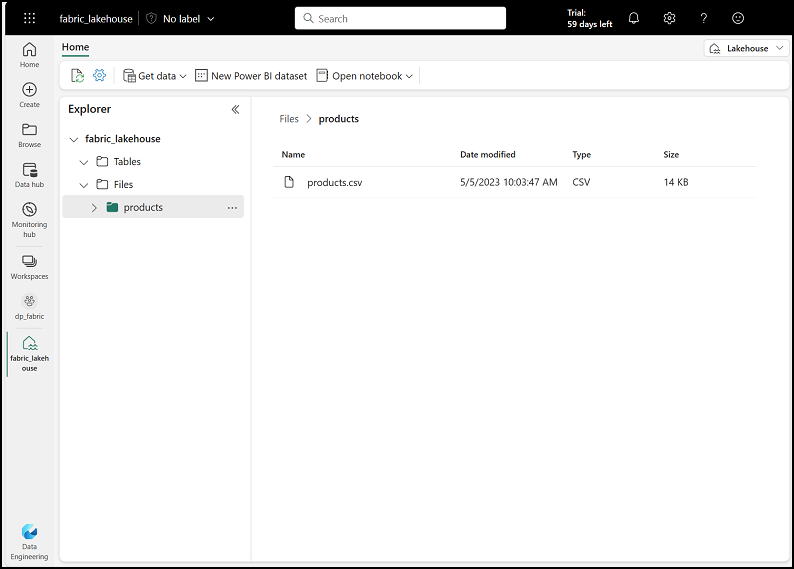 fabric_lakehouse
No label
Search
Trial:
59 days left
?
Home
Create
Browse
Data hub
Monitoring
hub
Workspaces
dp_fabric
fabric_lakeh
ouse
Data
Engineering
Home
Lakehouse
Get data
New Power BI dataset
Open notebook
Explorer
fabric_lakehouse
Tables
Files
products
...
Files > products
Name Date modified Type Size
products.csv 5/5/2023 10:03:47 AM CSV 14 KB